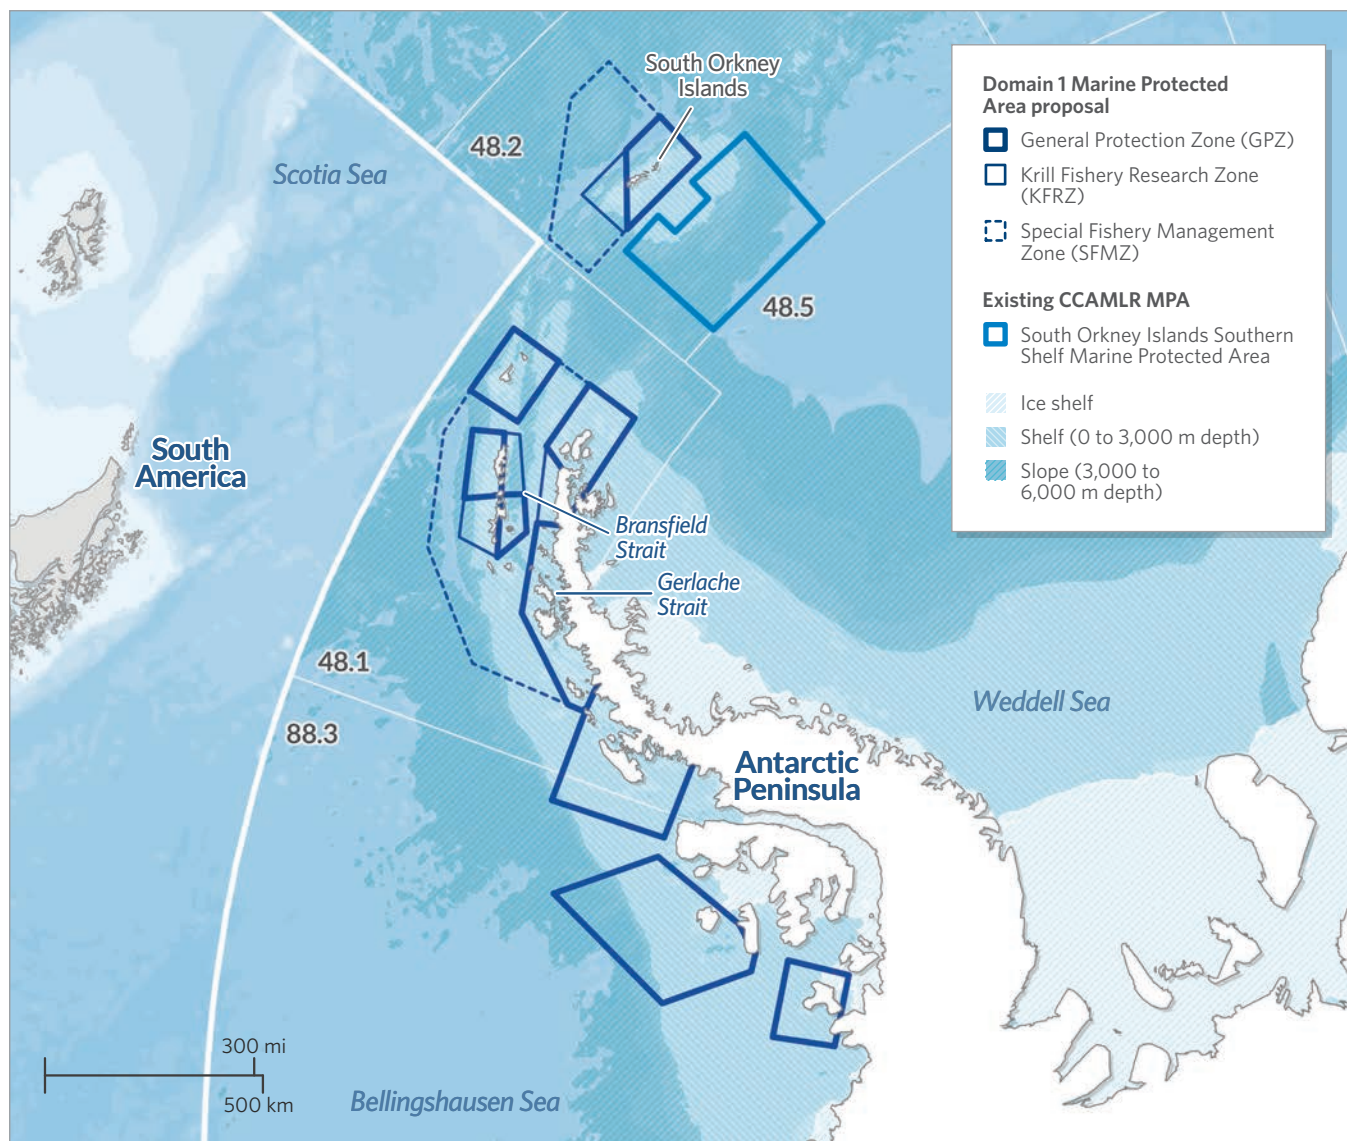 South Orkney
Islands
48.2
Scotia Sea
48.5
South
America
Bransfield
Strait
Gerlache
Strait
48.1
88.3
Weddell Sea
Antarctic
Peninsula
300 mi
500 km
Bellingshausen Sea
Domain 1 Marine Protected
Area proposal
General Protection Zone (GPZ)
Krill Fishery Research Zone
(KFRZ)
Special Fishery Management
Zone (SFMZ)
Existing CCAMLR MPA
South Orkney Islands Southern
Shelf Marine Protected Area
Ice shelf
Shelf (0 to 3,000 m depth)
Slope (3,000 to
6,000 m depth)